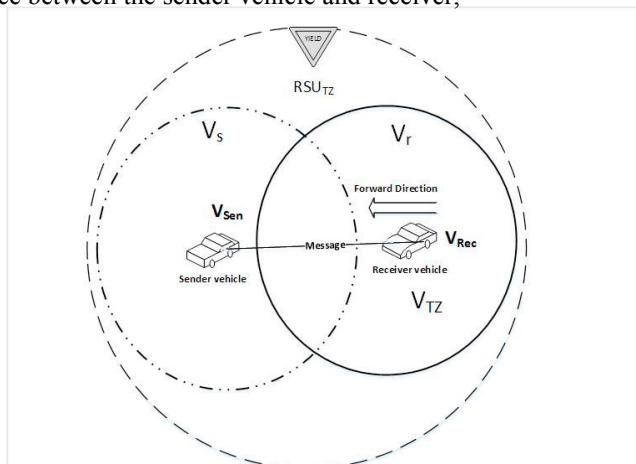 ce between the sender vehicle and receiver,
YIELD
RSU_TZ
V_s
V_r
Forward Direction
V_Sen
Message
V_Rec
Sender vehicle
Receiver vehicle
V_TZ